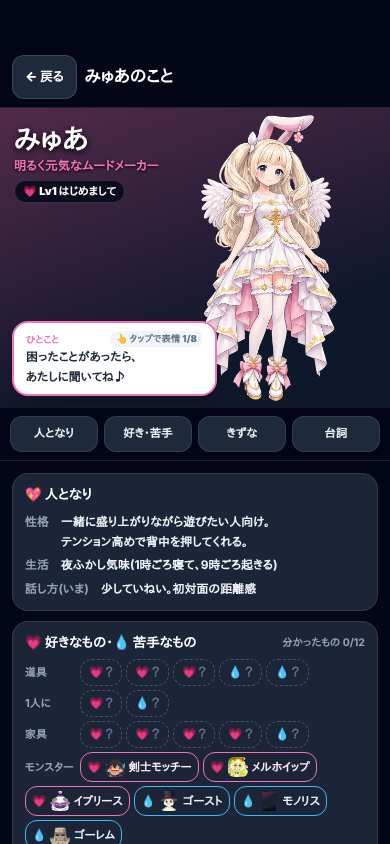 ← 戻る みゅあのこと
みゅあ
明るく元気なムードメーカー
💗 Lv1 はじめまして
ひとこと 👆 タップで表情 1/8
困ったことがあったら、
あたしに聞いてね♪
人となり 好き・苦手 きずな 台詞
💖 人となり
性格 一緒に盛り上がりながら遊びたい人向け。
テンション高めで背中を押してくれる。
生活 夜ふかし気味(1時ごろ寝て、9時ごろ起きる)
話し方(いま) 少していねい。初対面の距離感
💗 好きなもの・💧 苦手なもの 分かったもの 0/12
道具 💗 ? 💗 ? 💗 ? 💧 ? 💧 ?
1人に 💗 ? 💧 ?
家具 💗 ? 💗 ? 💗 ? 💗 ? 💧 ?
モンスター 💗 剣士モッチー 💗 メルホイップ
💗 イブリース 💧 ゴースト 💧 モノリス
💧 ゴーレム